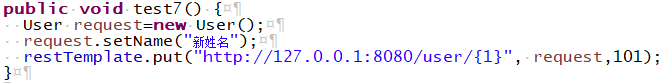 public void test7() {
User request=new User();
request.setName("新姓名");
restTemplate.put("http://127.0.0.1:8080/user/{1}", request,101);
}